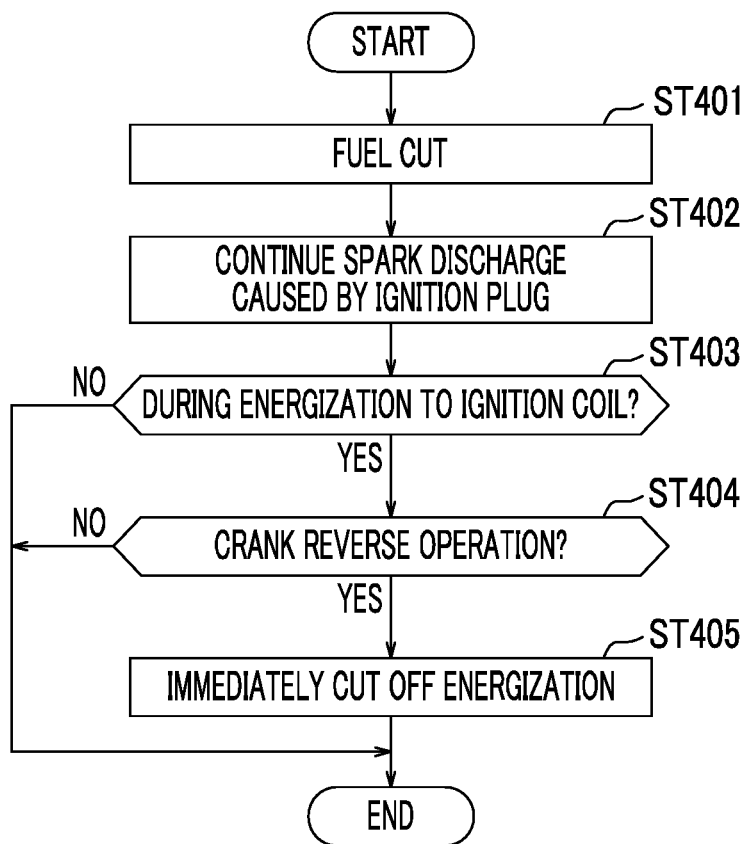 START
ST401
FUEL CUT
ST402
CONTINUE SPARK DISCHARGE
CAUSED BY IGNITION PLUG
ST403
NO
DURING ENERGIZATION TO IGNITION COIL?
YES
ST404
NO
CRANK REVERSE OPERATION?
YES
ST405
IMMEDIATELY CUT OFF ENERGIZATION
END